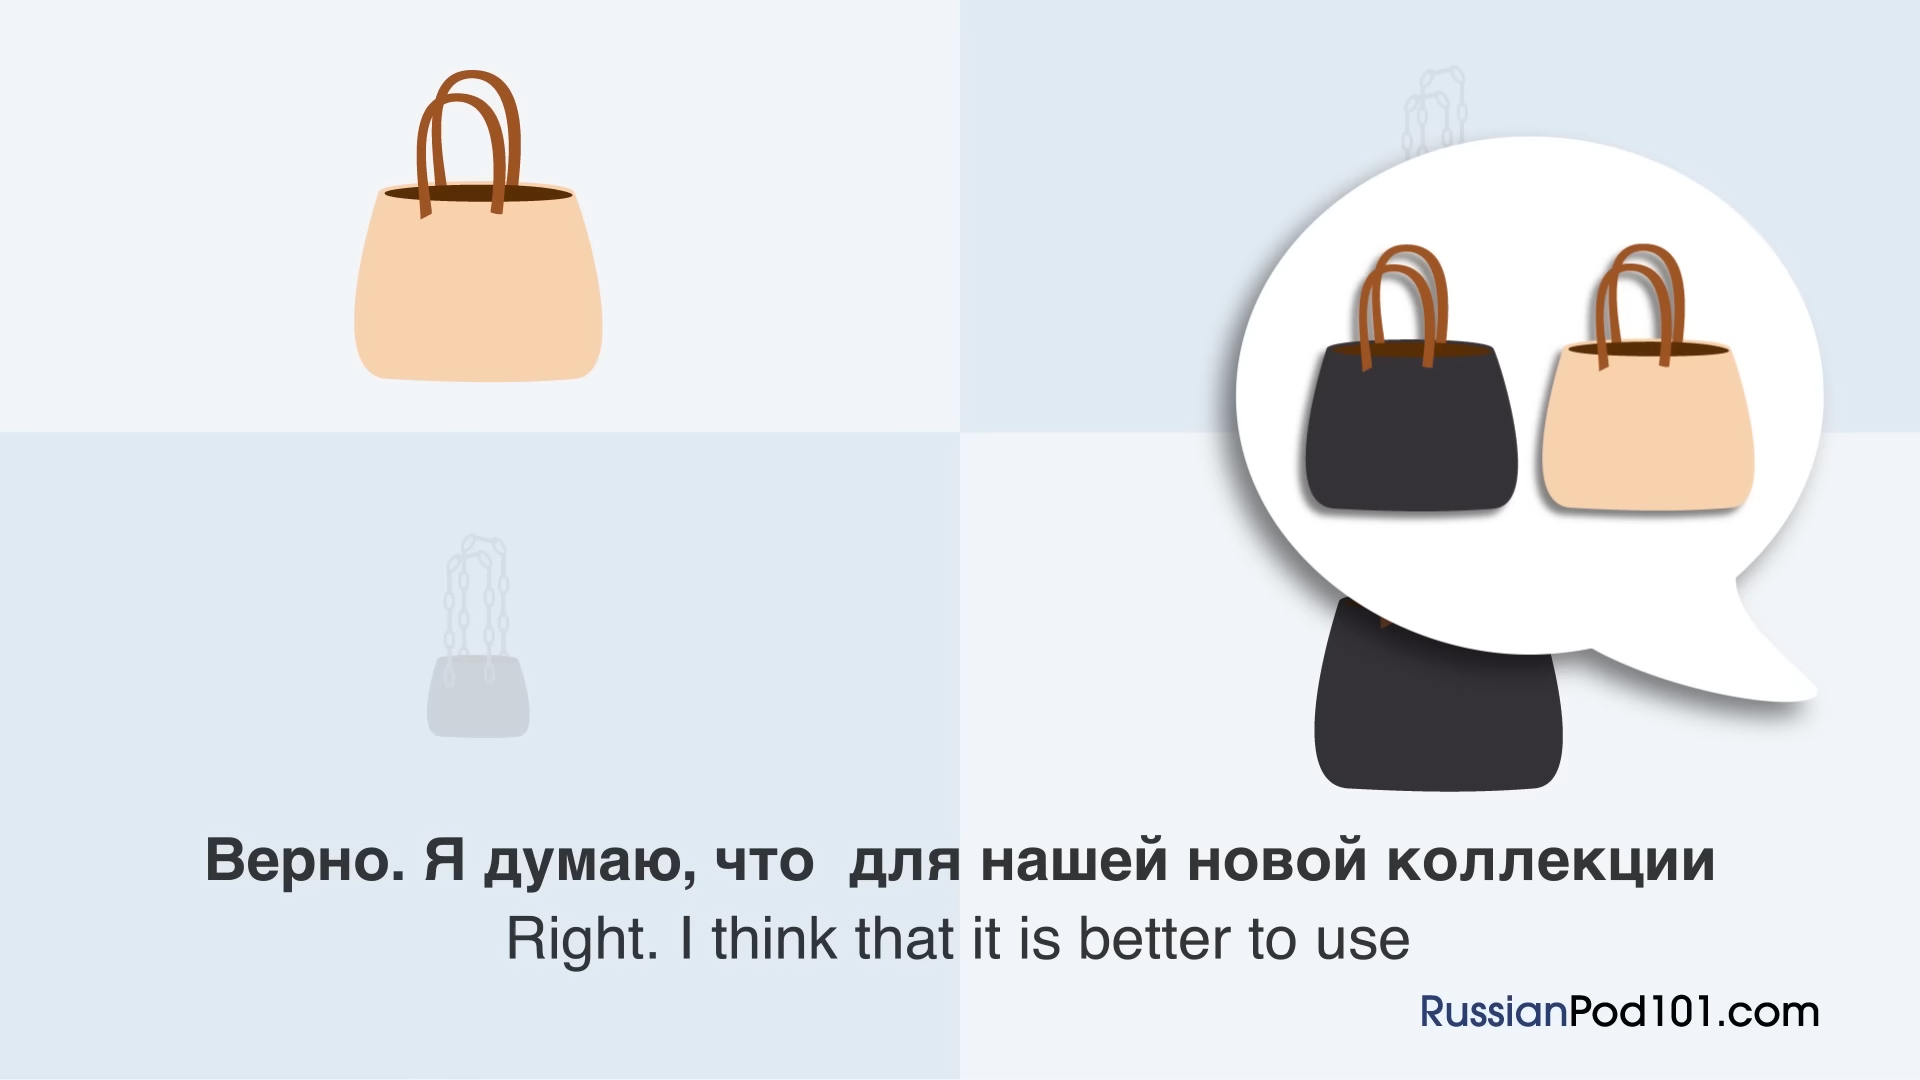 Верно. Я думаю, что  для нашей новой коллекции
Right. I think that it is better to use
RussianPod101.com